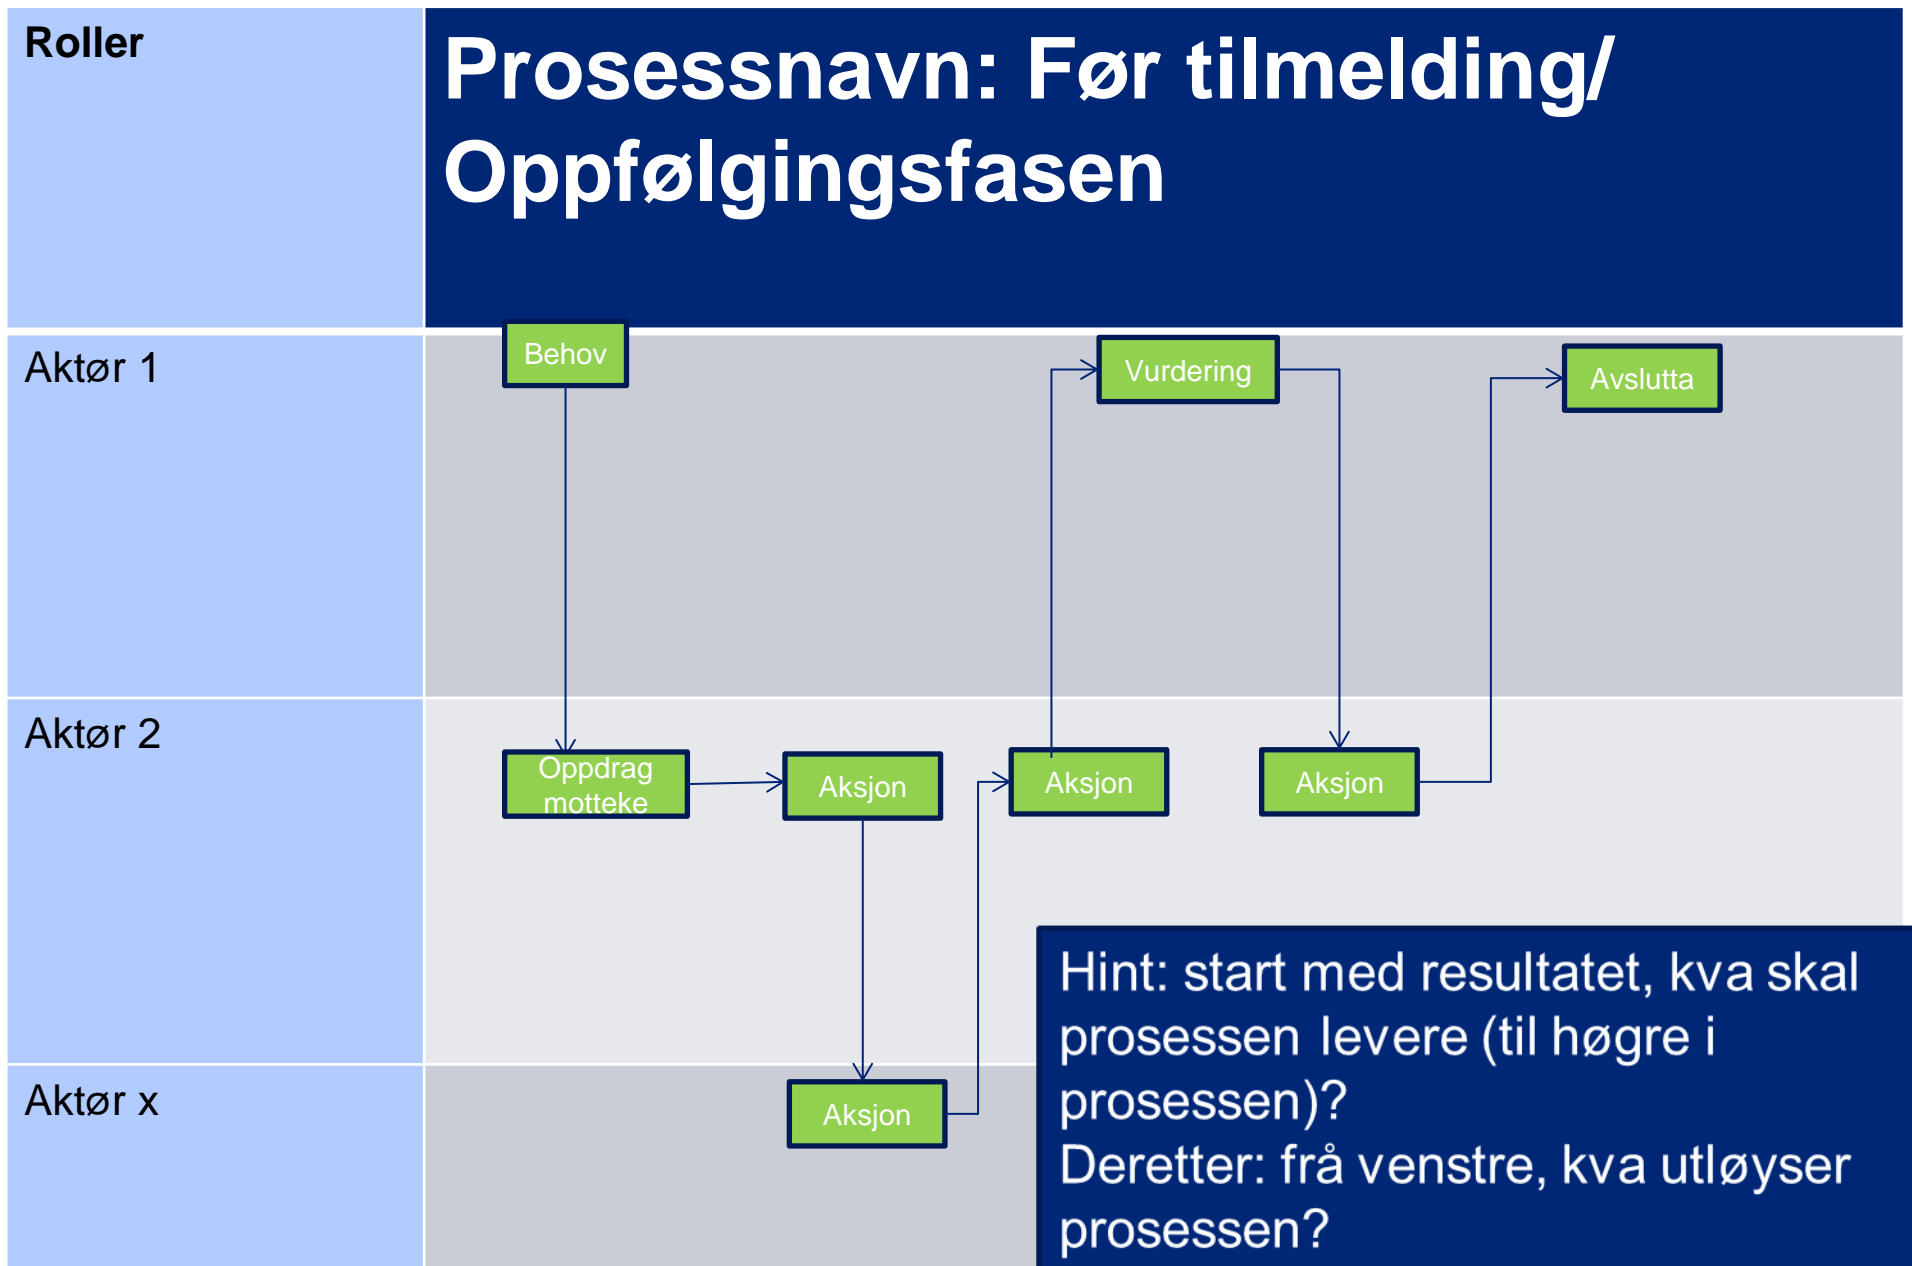 Roller
Prosessnavn: Før tilmelding/
Oppfølgingsfasen
Aktør 1
Behov
Vurdering
Avslutta
Aktør 2
Oppdrag
motteke
Aksjon
Aksjon
Aksjon
Aktør x
Aksjon
Hint: start med resultatet, kva skal
prosessen levere (til høgre i
prosessen)?
Deretter: frå venstre, kva utløyser
prosessen?